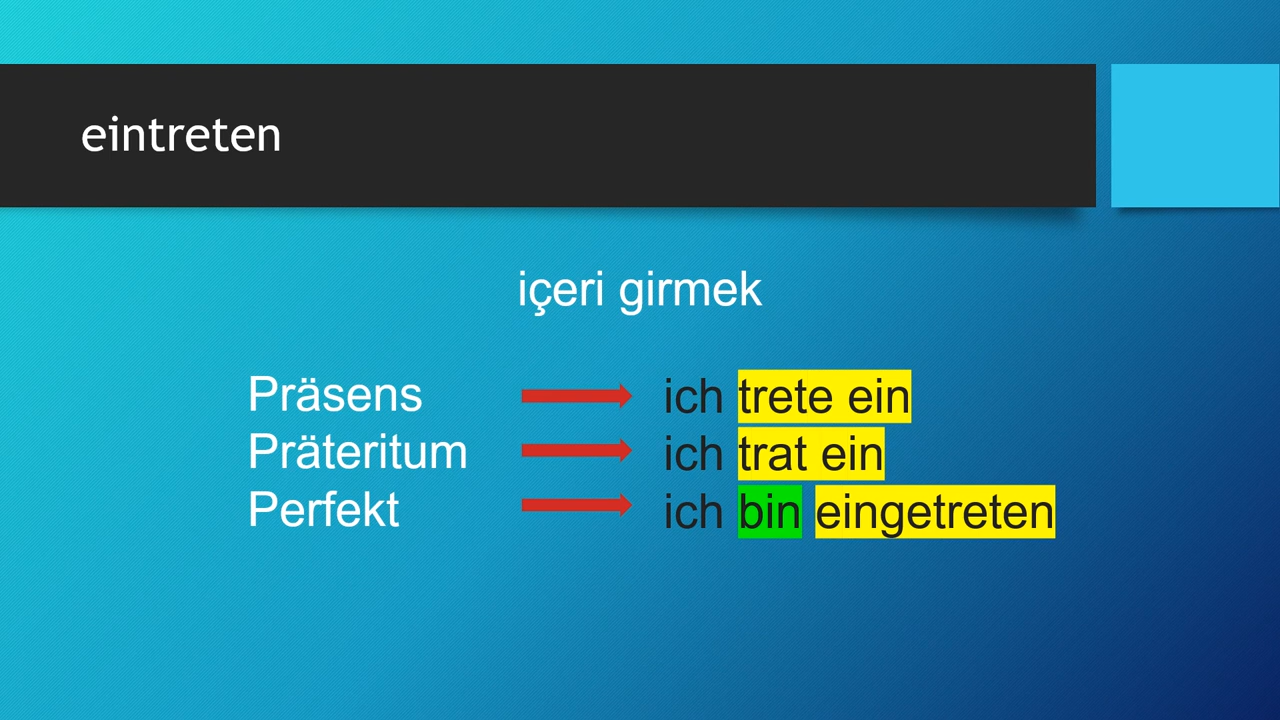 eintreten
içeri girmek
Präsens ich trete ein
Präteritum ich trat ein
Perfekt ich bin eingetreten